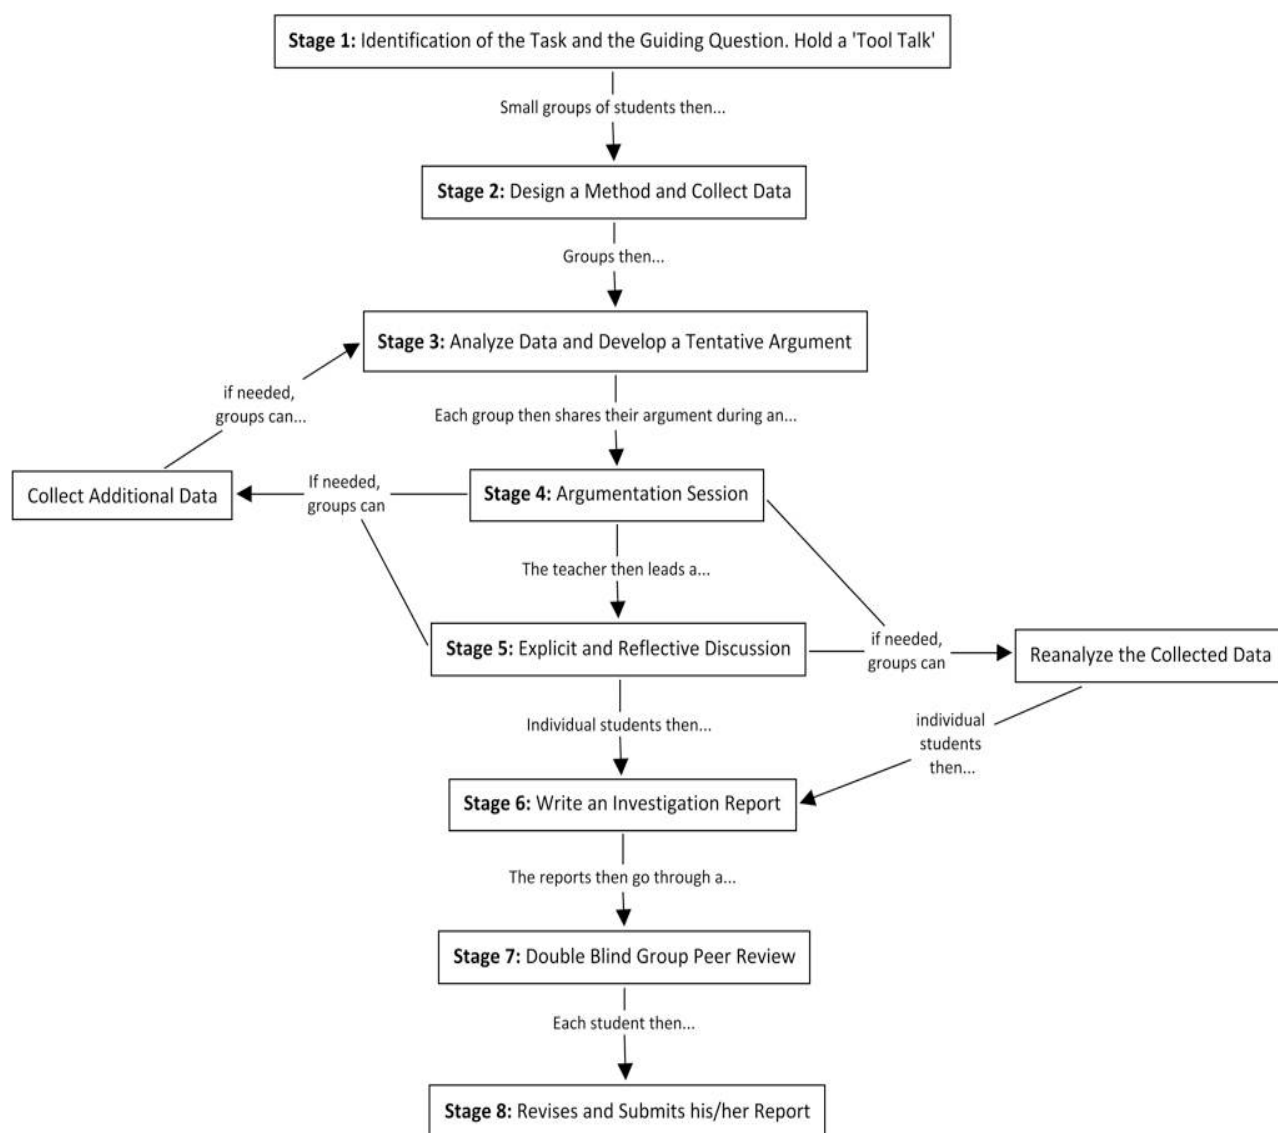 Stage 1: Identification of the Task and the Guiding Question. Hold a 'Tool Talk'
Small groups of students then...
Stage 2: Design a Method and Collect Data
Groups then...
Stage 3: Analyze Data and Develop a Tentative Argument
if needed,
groups can...
Each group then shares their argument during an...
Collect Additional Data
If needed,
groups can
Stage 4: Argumentation Session
The teacher then leads a...
Stage 5: Explicit and Reflective Discussion
if needed,
groups can
Reanalyze the Collected Data
Individual students then...
individual
students
then...
Stage 6: Write an Investigation Report
The reports then go through a...
Stage 7: Double Blind Group Peer Review
Each student then...
Stage 8: Revises and Submits his/her Report